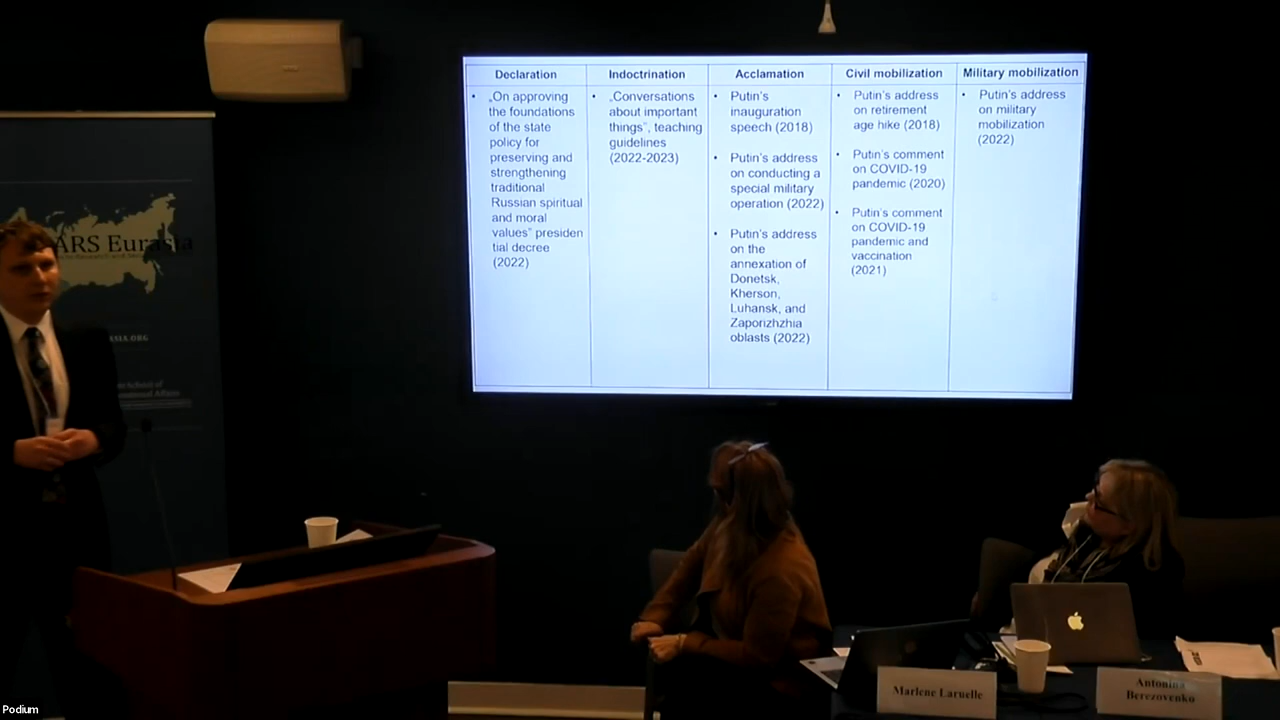 Declaration
Indoctrination
Acclamation
Civil mobilization
Military mobilization
• „On approving
the foundations
of the state
policy for
preserving and
strengthening
traditional
Russian spiritual
and moral
values" presiden
tial decree
(2022)
• „Conversations
about important
things", teaching
guidelines
(2022-2023)
• Putin's
inauguration
speech (2018)
• Putin's address
on conducting a
special military
operation (2022)
• Putin's address
on the
annexation of
Donetsk,
Kherson,
Luhansk, and
Zaporizhzhia
oblasts (2022)
• Putin's address
on retirement
age hike (2018)
• Putin's comment
on COVID-19
pandemic (2020)
• Putin's comment
on COVID-19
pandemic and
vaccination
(2021)
• Putin's address
on military
mobilization
(2022)
ARS Eurasia
Marlene Laruelle
Antonina
Berezovenko
Podium